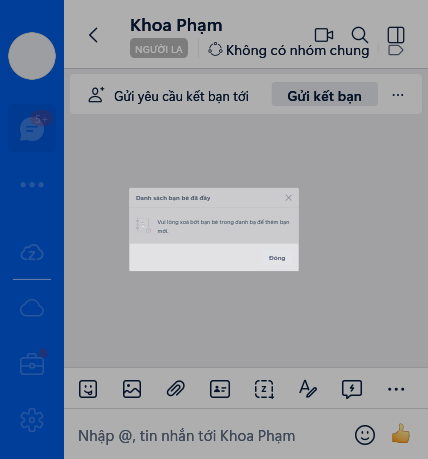 Khoa Phạm
NGƯỜI LẠ
Không có nhóm chung
5+
Gửi yêu cầu kết bạn tới
Gửi kết bạn
Danh sách bạn bè đã đầy
Vui lòng xoá bớt bạn bè trong danh bạ để thêm bạn
mới.
Đóng
Nhập @, tin nhắn tới Khoa Phạm